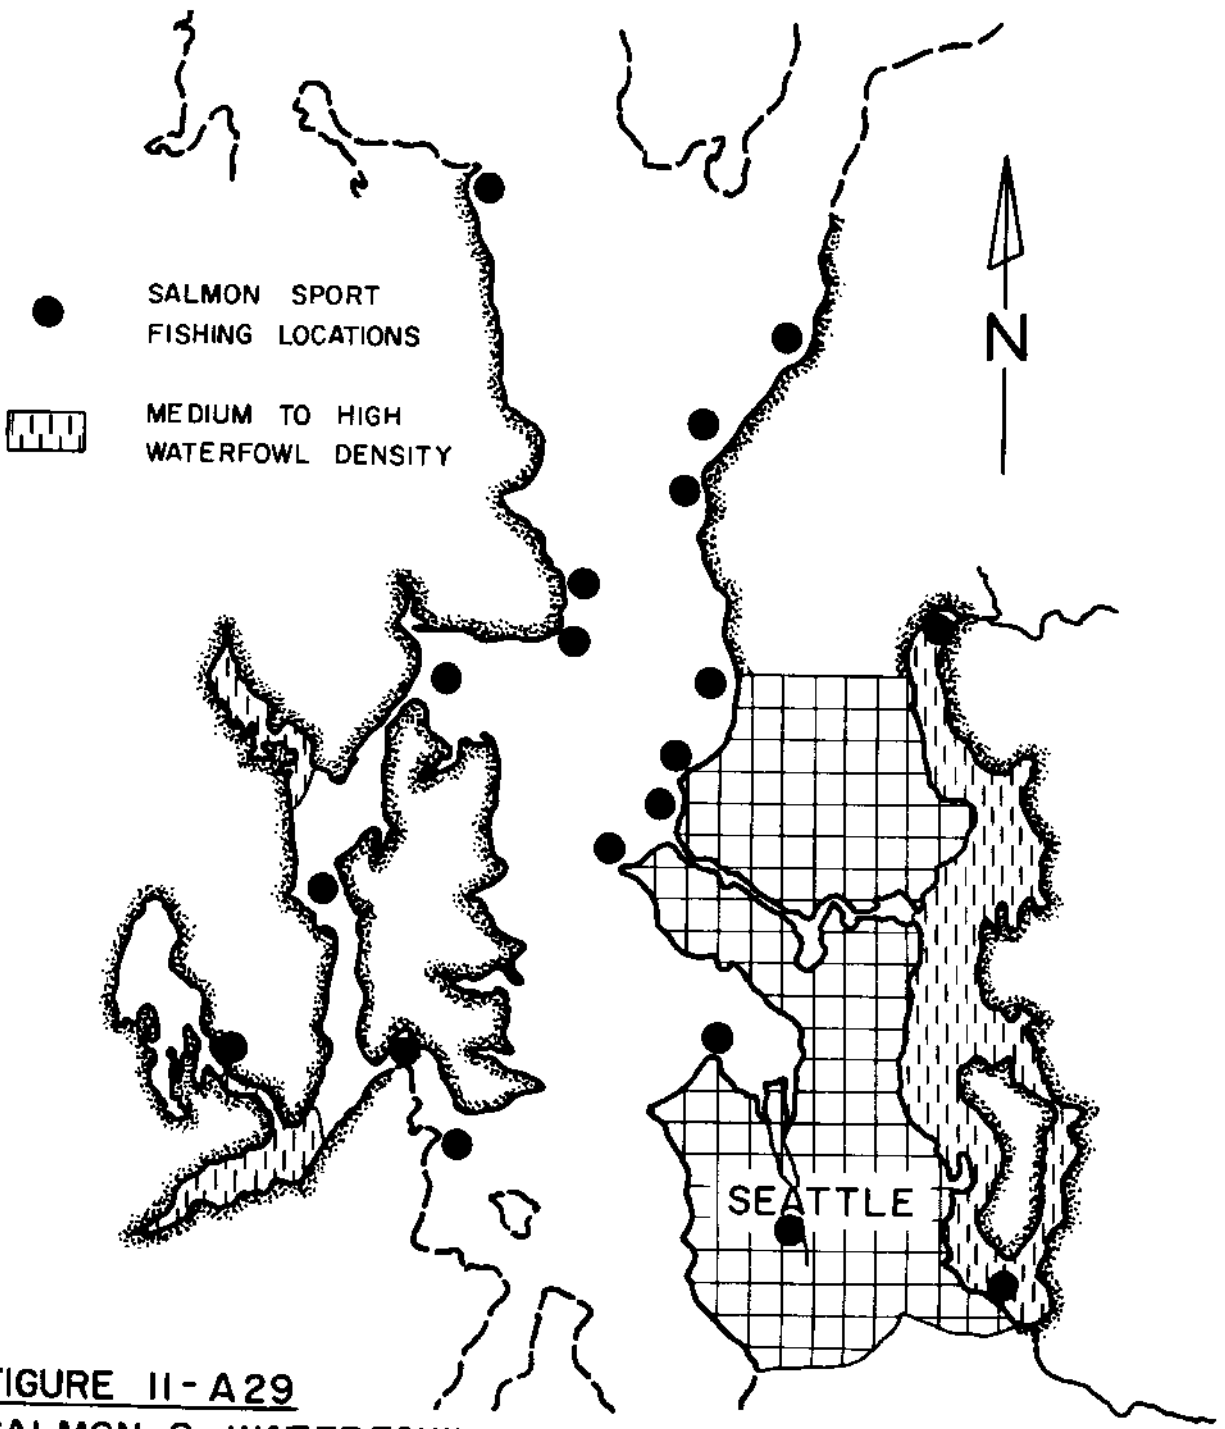 SALMON SPORT
FISHING LOCATIONS
MEDIUM TO HIGH
WATERFOWL DENSITY
N
SEATTLE
FIGURE II-A29